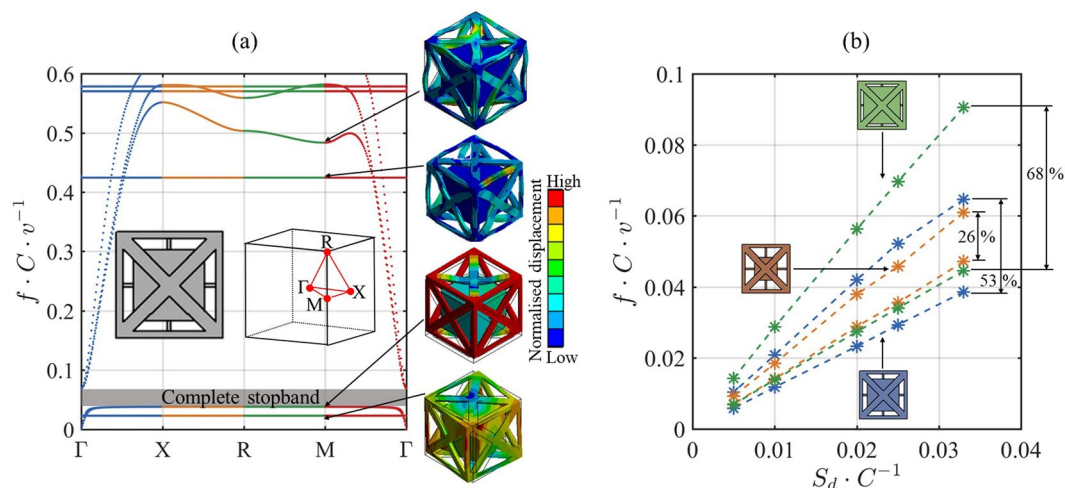 (a)
0.6
0.5
0.4
0.3
0.2
0.1
0
f · C · v⁻¹
R
Γ
X
M
Complete stopband
Γ X R M Γ
High
Normalised displacement
Low
(b)
0.1
0.08
0.06
0.04
0.02
0
f · C · v⁻¹
68 %
26 %
53 %
0 0.01 0.02 0.03 0.04
S_d · C⁻¹